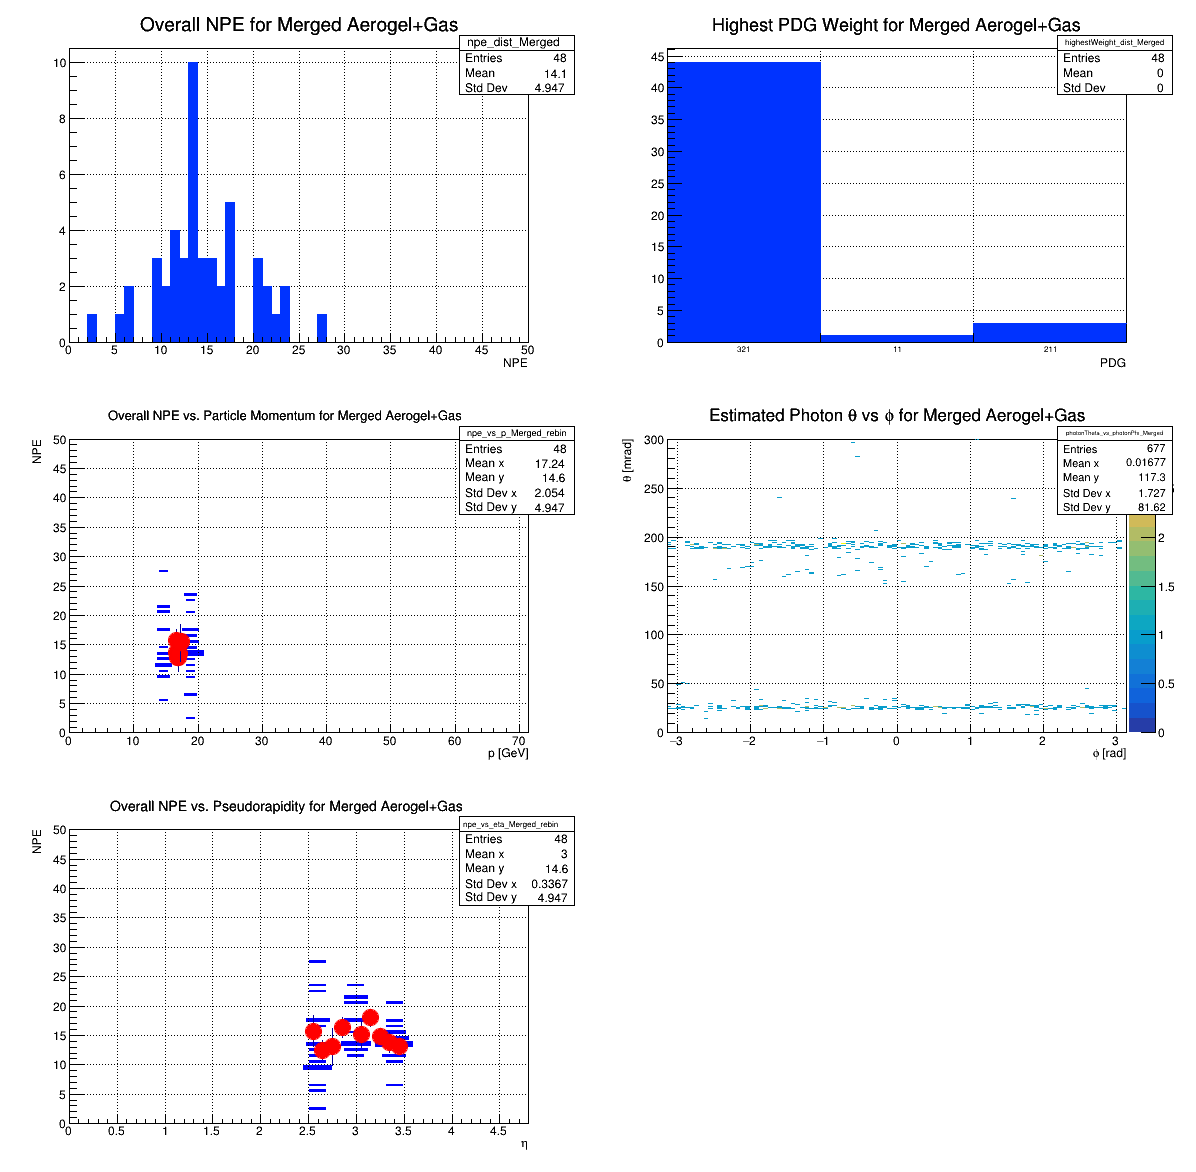 Overall NPE for Merged Aerogel+Gas
npe_dist_Merged
Entries 48
Mean 14.1
Std Dev 4.947
10
8
6
4
2
0
0 5 10 15 20 25 30 35 40 45 50
NPE
Highest PDG Weight for Merged Aerogel+Gas
highestWeight_dist_Merged
Entries 48
Mean 0
Std Dev 0
45
40
35
30
25
20
15
10
5
0
321 11 211
PDG
Overall NPE vs. Particle Momentum for Merged Aerogel+Gas
npe_vs_p_Merged_rebin
Entries 48
Mean x 17.24
Mean y 14.6
Std Dev x 2.054
Std Dev y 4.947
NPE
50
45
40
35
30
25
20
15
10
5
0
0 10 20 30 40 50 60 70
p [GeV]
Estimated Photon θ vs ϕ for Merged Aerogel+Gas
photonTheta_vs_photonPhi_Merged
Entries 677
Mean x 0.01677
Mean y 117.3
Std Dev x 1.727
Std Dev y 81.62
θ [mrad]
300
250
200
150
100
50
0
−3 −2 −1 0 1 2 3
ϕ [rad]
2
1.5
1
0.5
0
Overall NPE vs. Pseudorapidity for Merged Aerogel+Gas
npe_vs_eta_Merged_rebin
Entries 48
Mean x 3
Mean y 14.6
Std Dev x 0.3367
Std Dev y 4.947
NPE
50
45
40
35
30
25
20
15
10
5
0
0 0.5 1 1.5 2 2.5 3 3.5 4 4.5
η